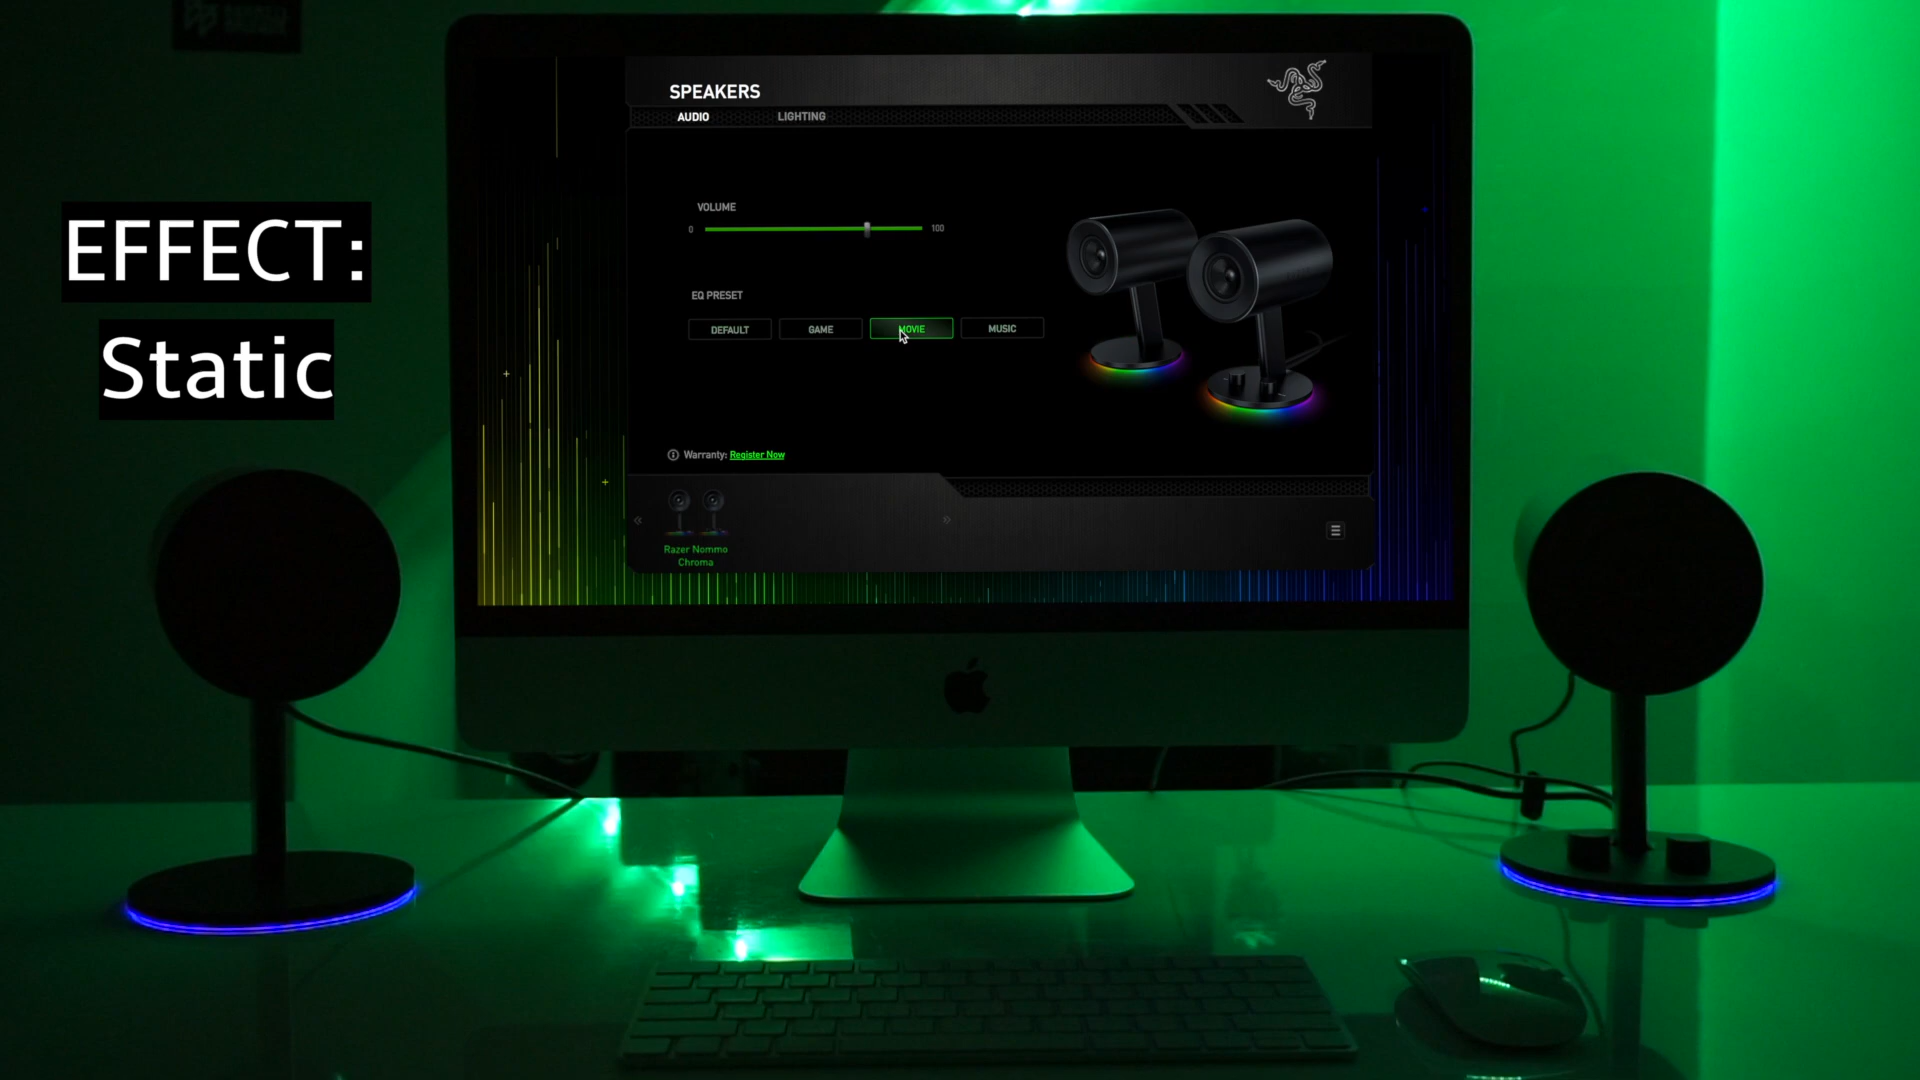 SPEAKERS
AUDIO
LIGHTING
EFFECT:
Static
VOLUME
0
100
EQ PRESET
DEFAULT
GAME
MOVIE
MUSIC
Warranty: Register Now
Razer Nommo
Chroma